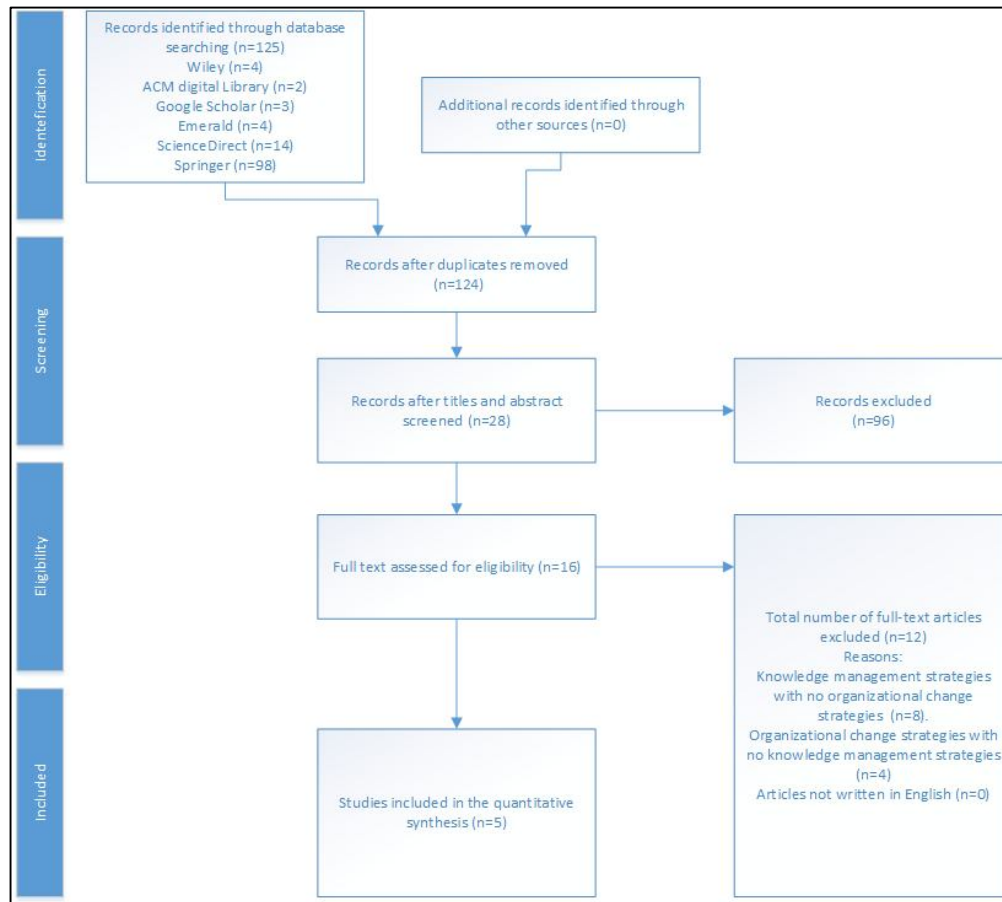 Identefication
Records identified through database
searching (n=125)
Wiley (n=4)
ACM digital Library (n=2)
Google Scholar (n=3)
Emerald (n=4)
ScienceDirect (n=14)
Springer (n=98)
Additional records identified through
other sources (n=0)
Screening
Records after duplicates removed
(n=124)
Records after titles and abstract
screened (n=28)
Records excluded
(n=96)
Eligibility
Full text assessed for eligibility (n=16)
Total number of full-text articles
excluded (n=12)
Reasons:
Knowledge management strategies
with no organizational change
strategies (n=8).
Organizational change strategies with
no knowledge management strategies
(n=4)
Articles not written in English (n=0)
Included
Studies included in the quantitative
synthesis (n=5)